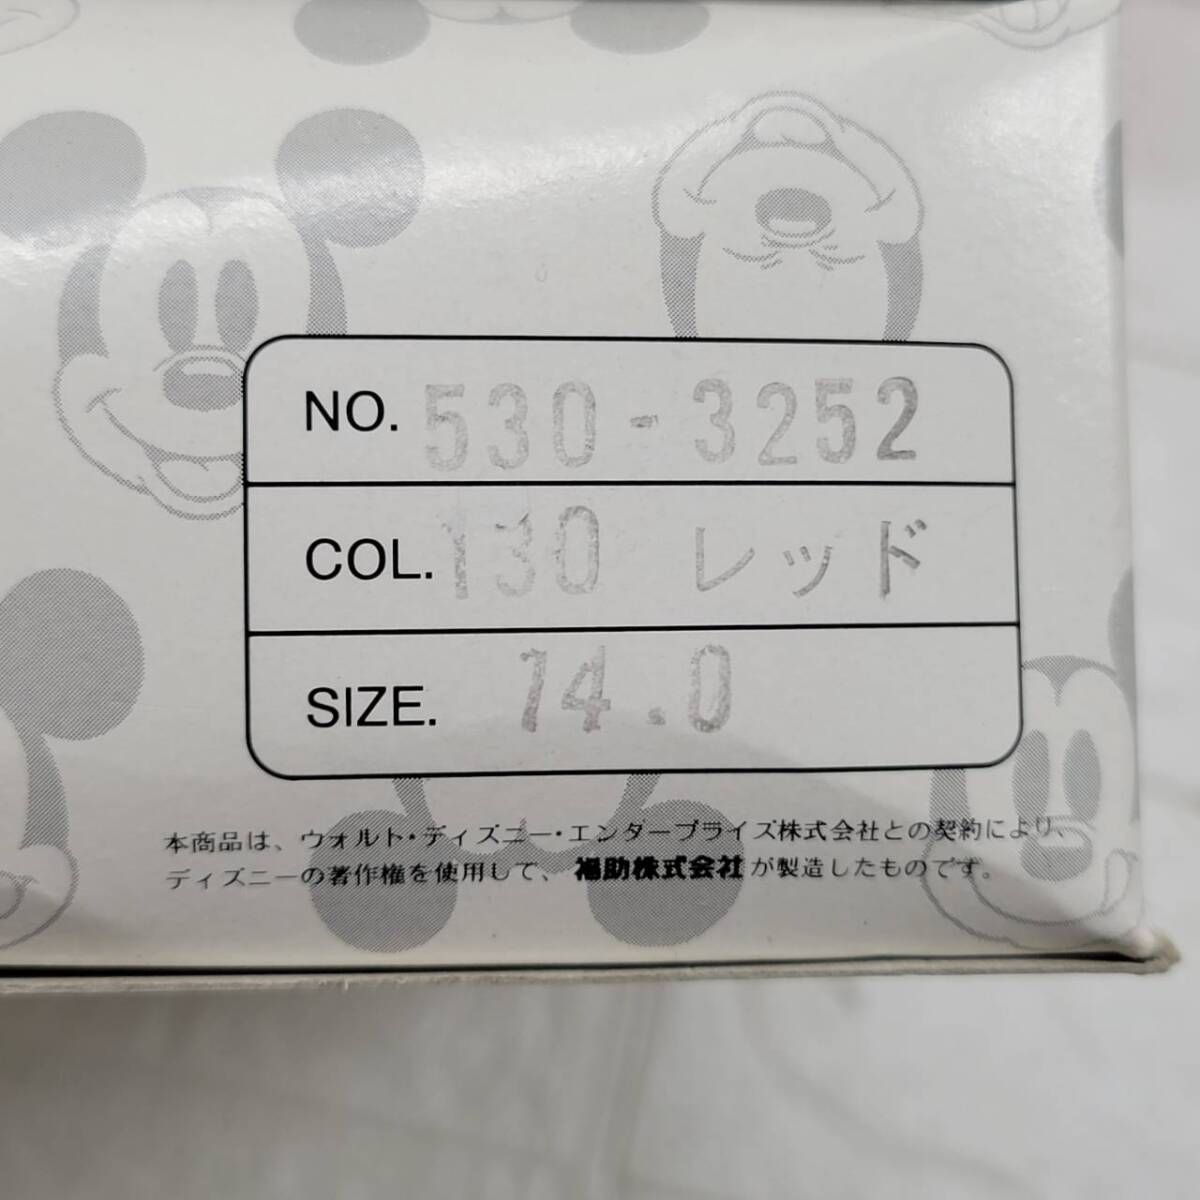 NO. 530-3252
COL. 130 レッド
SIZE. 14.0
本商品は、ウォルト・ディズニー・エンタープライズ株式会社との契約により、
ディズニーの著作権を使用して、福助株式会社が製造したものです。